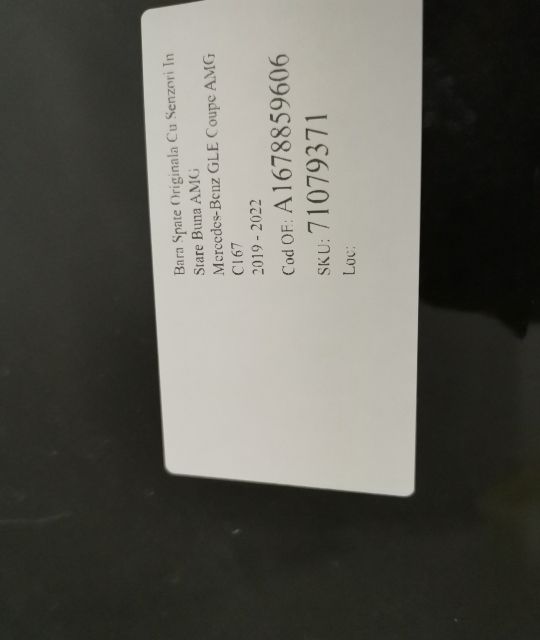 Bara Spate Originala Cu Senzori In
Stare Buna AMG
Mercedes-Benz GLE Coupe AMG
C167
2019 - 2022
Cod OE: A1678859606
SKU: 71079371
Loc: